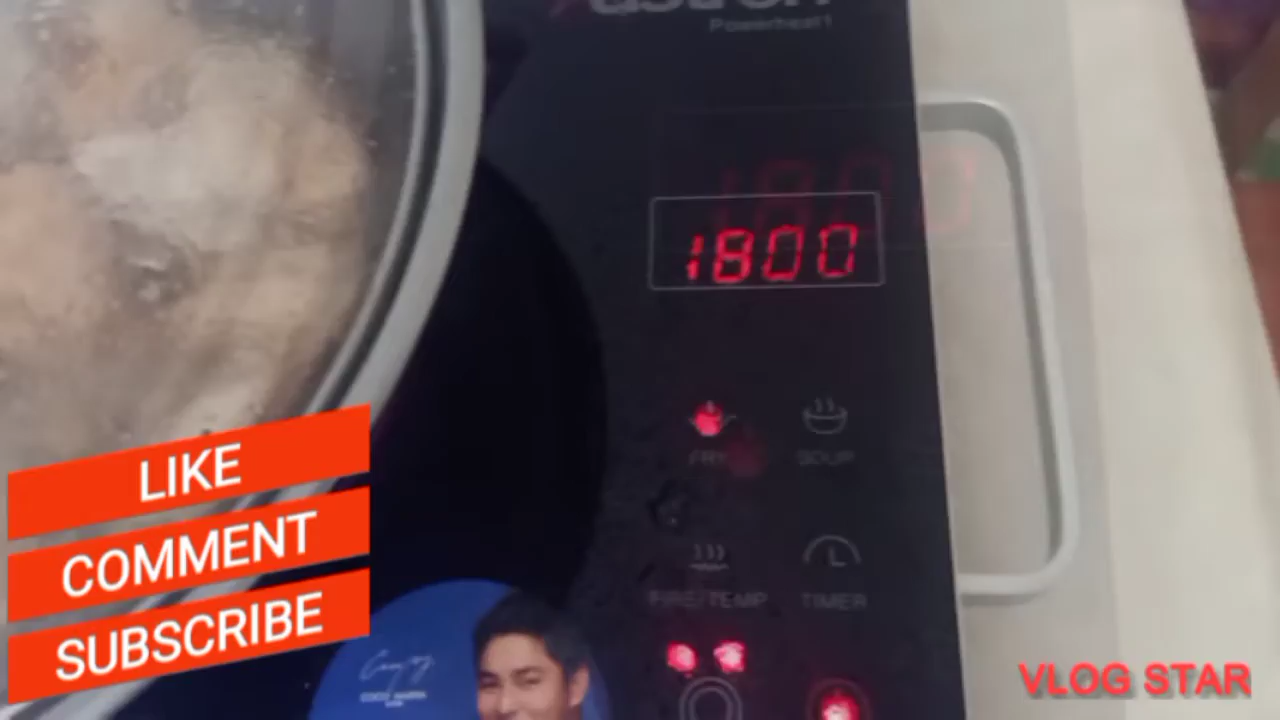 Powerheat1
1800
FRY
SOUP
FIRE/TEMP
TIMER
LIKE
COMMENT
SUBSCRIBE
VLOG STAR